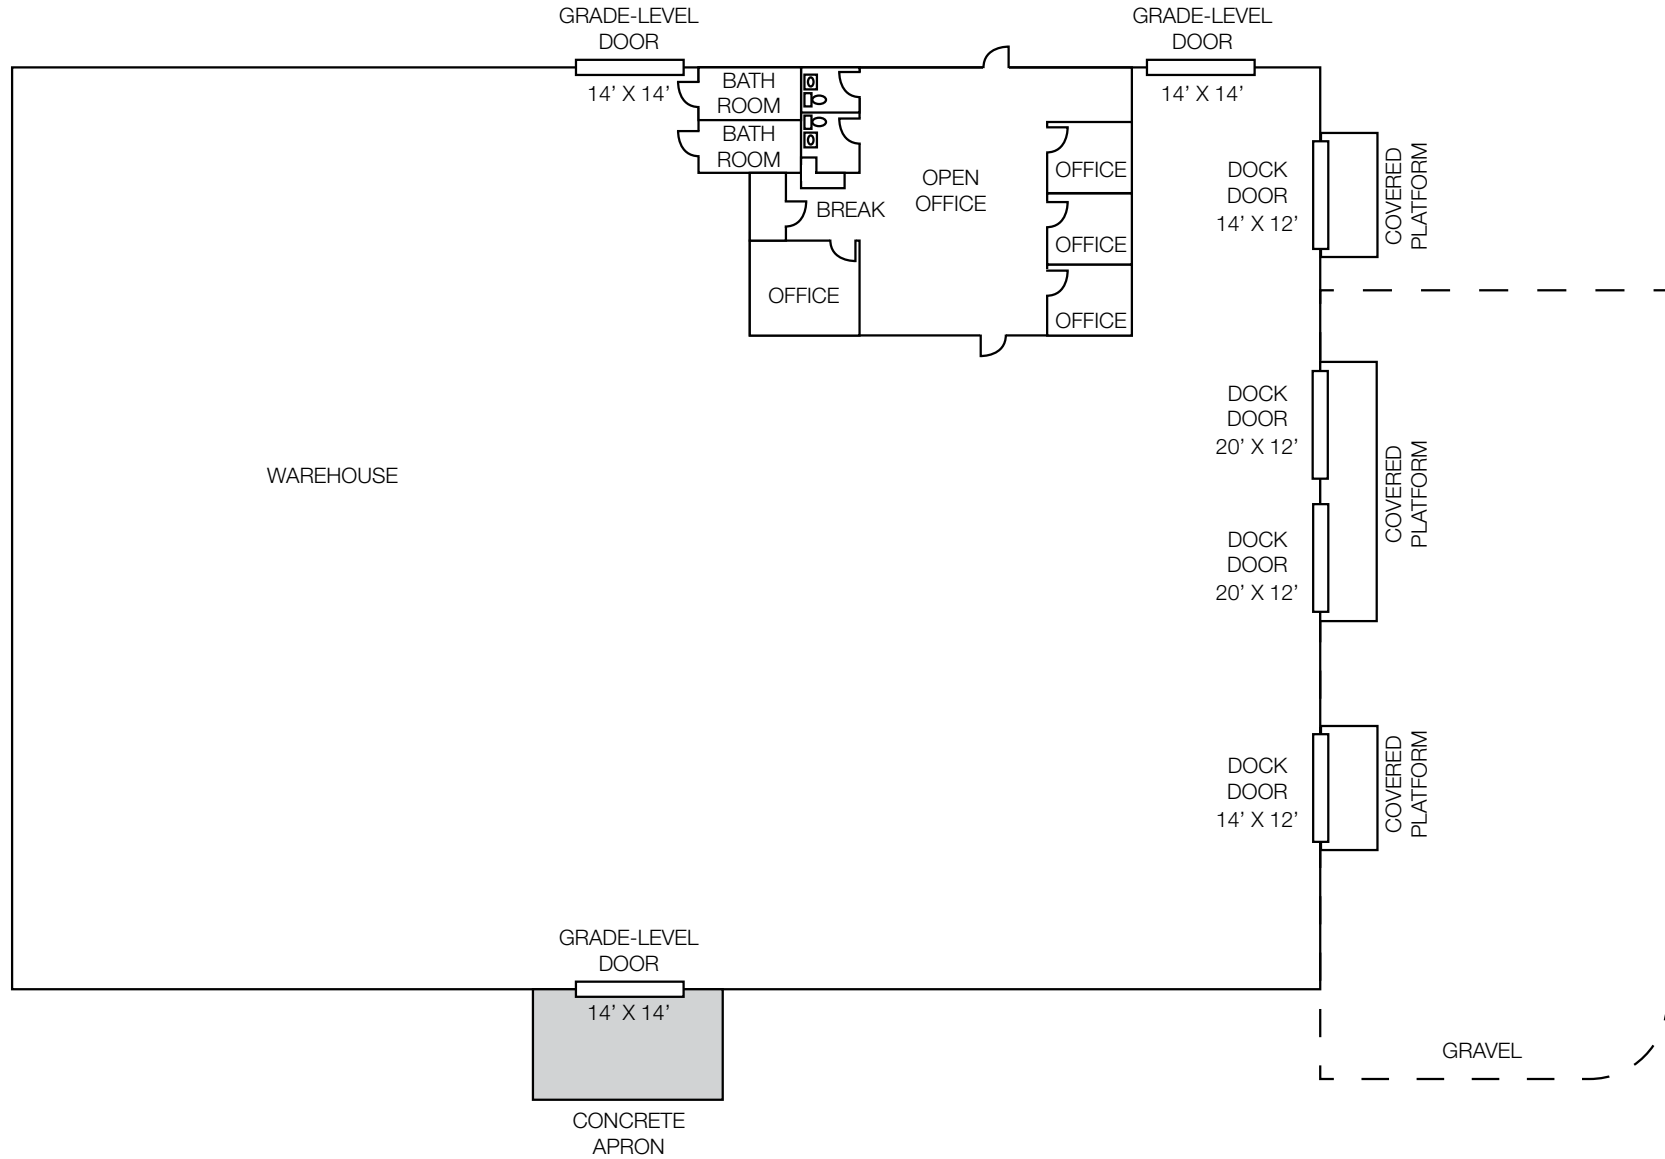 GRADE-LEVEL
DOOR
14’ X 14’
GRADE-LEVEL
DOOR
14’ X 14’
BATH
ROOM
BATH
ROOM
OPEN
OFFICE
BREAK
OFFICE
OFFICE
OFFICE
OFFICE
DOCK
DOOR
14’ X 12’
COVERED
PLATFORM
DOCK
DOOR
20’ X 12’
DOCK
DOOR
20’ X 12’
COVERED
PLATFORM
WAREHOUSE
DOCK
DOOR
14’ X 12’
COVERED
PLATFORM
GRADE-LEVEL
DOOR
14’ X 14’
CONCRETE
APRON
GRAVEL